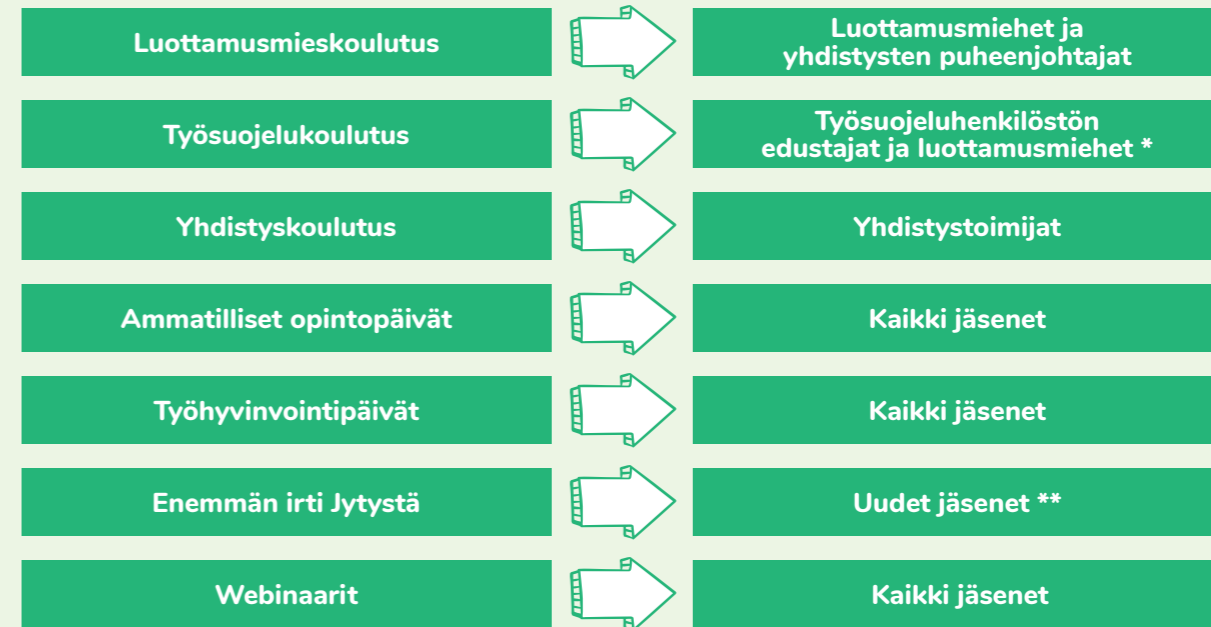 Luottamusmieskoulutus
Luottamusmiehet ja
yhdistysten puheenjohtajat
Työsuojelukoulutus
Työsuojeluhenkilöstön
edustajat ja luottamusmiehet *
Yhdistyskoulutus
Yhdistystoimijat
Ammatilliset opintopäivät
Kaikki jäsenet
Työhyvinvointipäivät
Kaikki jäsenet
Enemmän irti Jytystä
Uudet jäsenet **
Webinaarit
Kaikki jäsenet